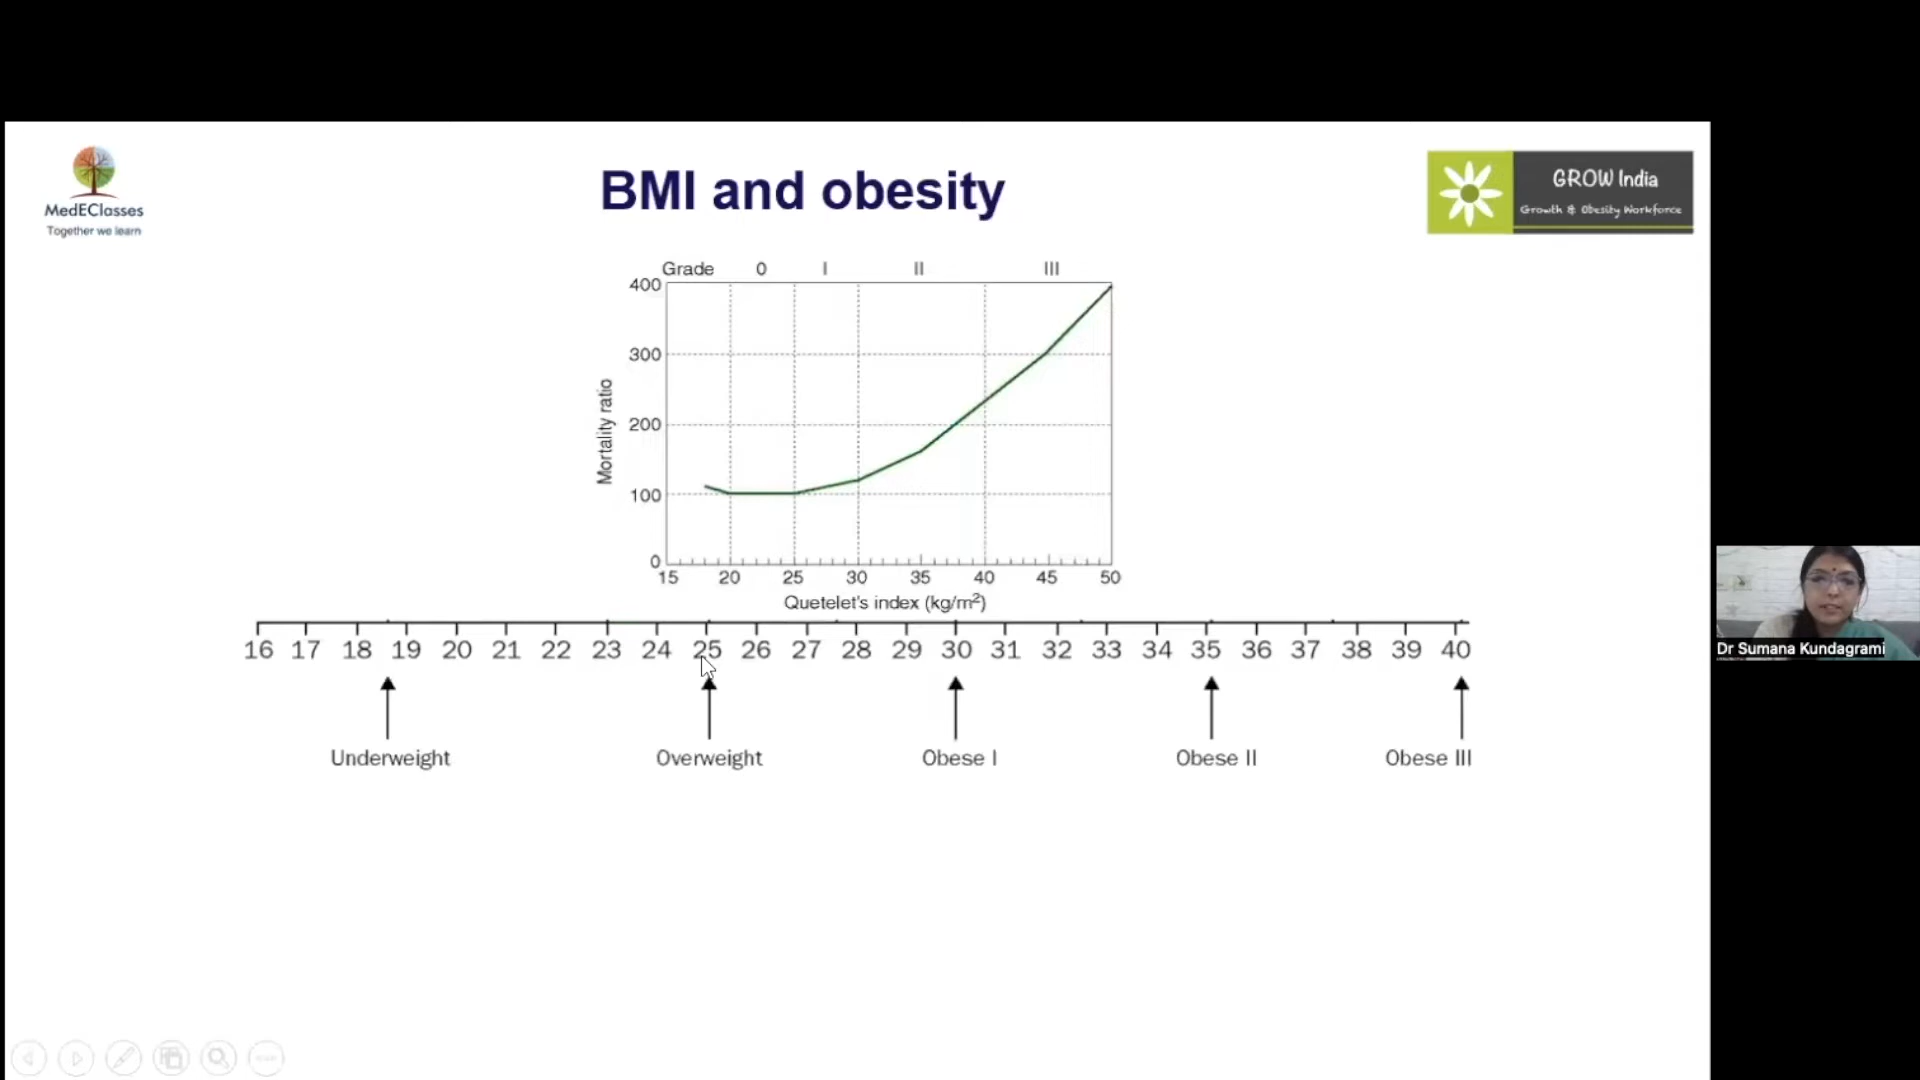 MedEClasses
Together we learn
BMI and obesity
GROW India
Growth & Obesity Workforce
Grade 0 I II III
400
300
200
100
0
Mortality ratio
15 20 25 30 35 40 45 50
Quetelet's index (kg/m²)
16 17 18 19 20 21 22 23 24 25 26 27 28 29 30 31 32 33 34 35 36 37 38 39 40
Underweight Overweight Obese I Obese II Obese III
Dr Sumana Kundagrami